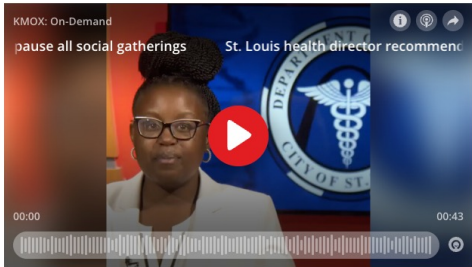 KMOX: On-Demand
pause all social gatherings St. Louis health director recommend
DEPARTMENT OF
CITY OF ST.
00:00 00:43